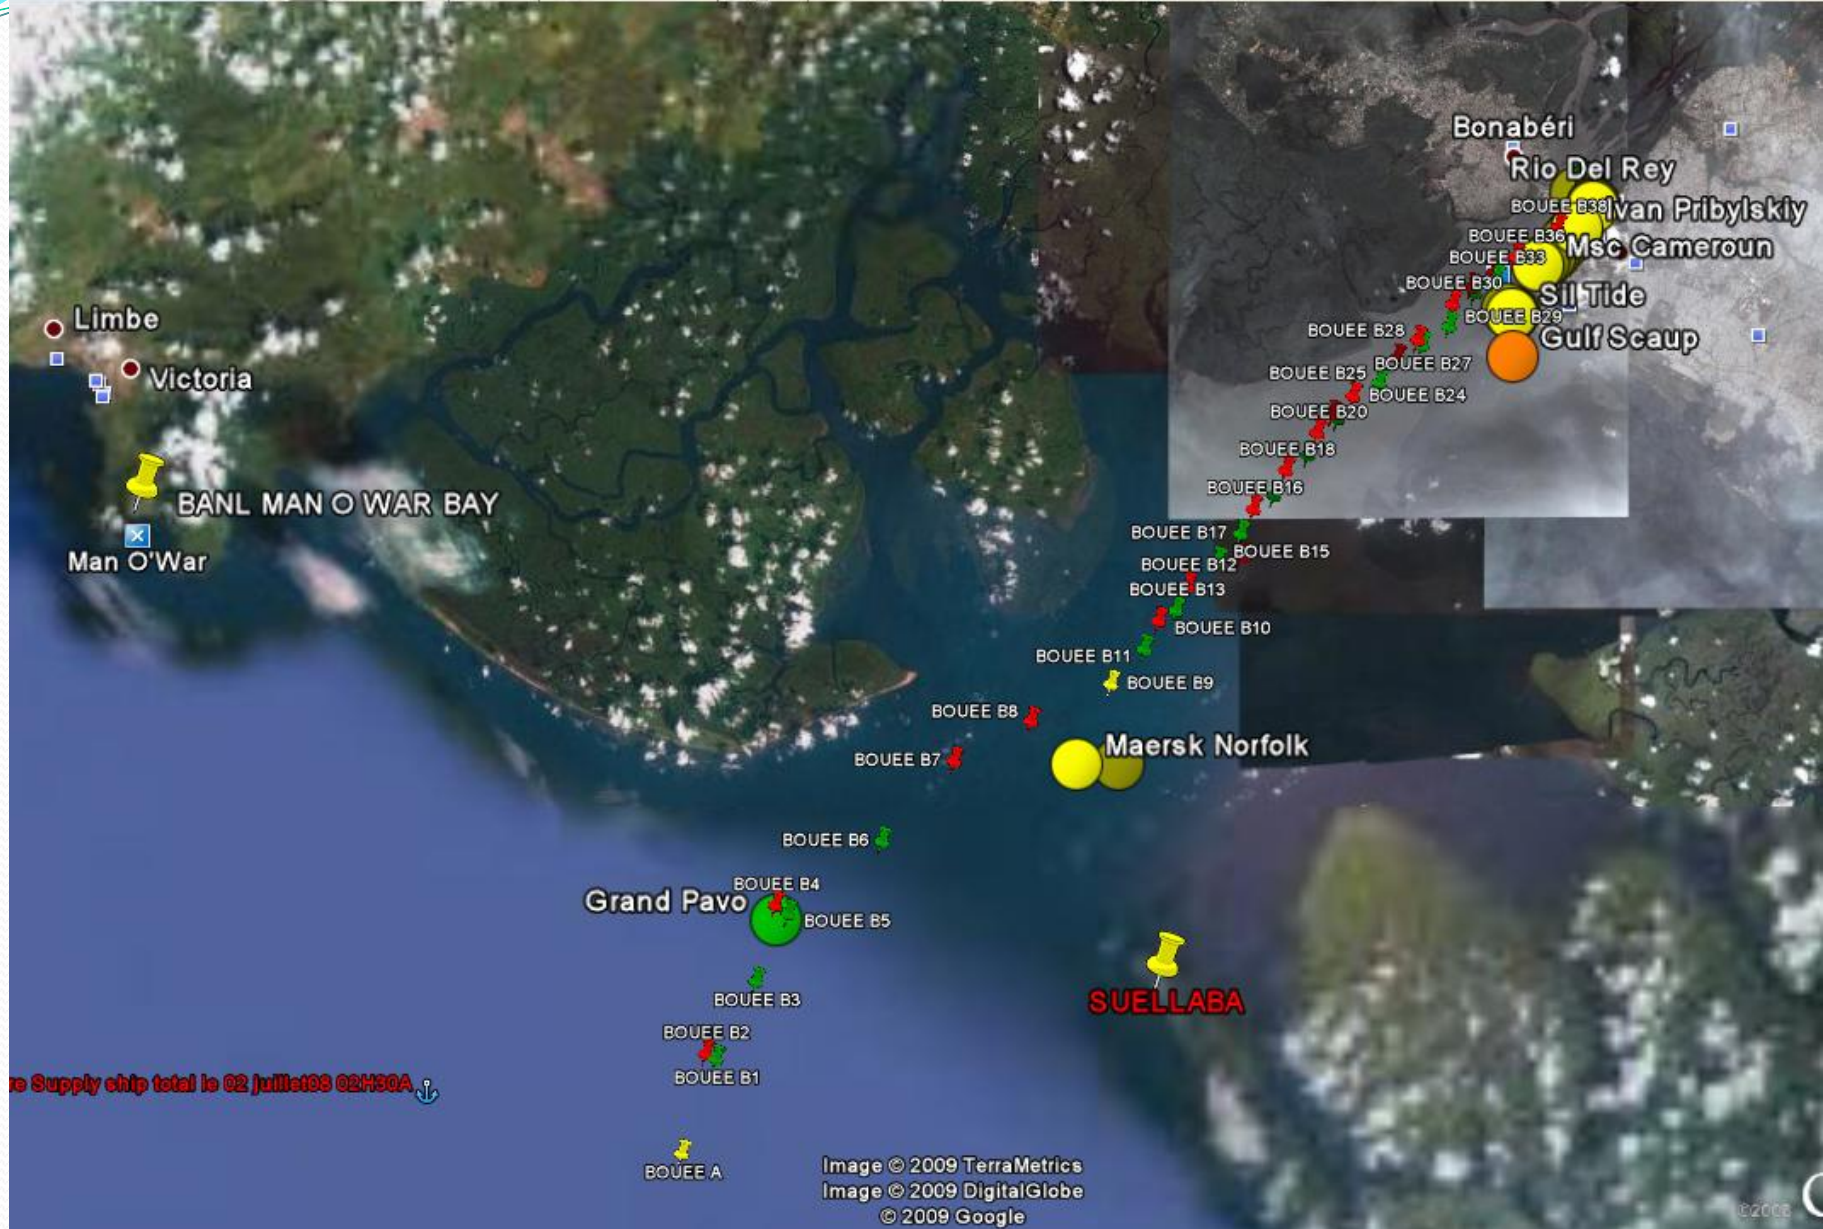 Bonabéri
Rio Del Rey
BOUEE B38
Ivan Pribylskiy
BOUEE B36
Msc Cameroun
BOUEE B33
BOUEE B30
Sil Tide
BOUEE B29
BOUEE B28
Gulf Scaup
BOUEE B27
BOUEE B25
BOUEE B24
BOUEE B20
BOUEE B18
BOUEE B16
Limbe
Victoria
BANL MAN O WAR BAY
Man O'War
BOUEE B17
BOUEE B15
BOUEE B12
BOUEE B13
BOUEE B10
BOUEE B11
BOUEE B9
BOUEE B8
Maersk Norfolk
BOUEE B7
BOUEE B6
BOUEE B4
Grand Pavo
BOUEE B5
BOUEE B3
SUELLABA
BOUEE B2
BOUEE B1
re Supply ship total le 02 juillet08 02H30A
BOUEE A
Image © 2009 TerraMetrics
Image © 2009 DigitalGlobe
© 2009 Google